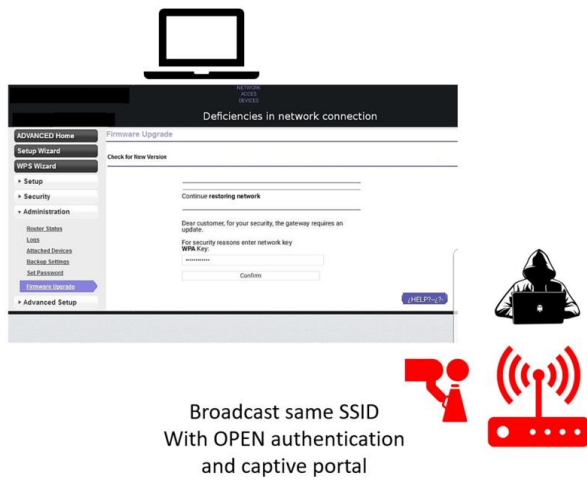 NETWORK
ACCES
DEVICES
Deficiencies in network connection
ADVANCED Home
Setup Wizard
WPS Wizard
▸ Setup
▸ Security
▾ Administration
Router Status
Logs
Attached Devices
Backup Settings
Set Password
Firmware Upgrade
▸ Advanced Setup
Firmware Upgrade
Check for New Version
Continue restoring network
Dear customer, for your security, the gateway requires an
update.
For security reasons enter network key
WPA Key:
••••••••••••
Confirm
¿HELP?
Broadcast same SSID
With OPEN authentication
and captive portal